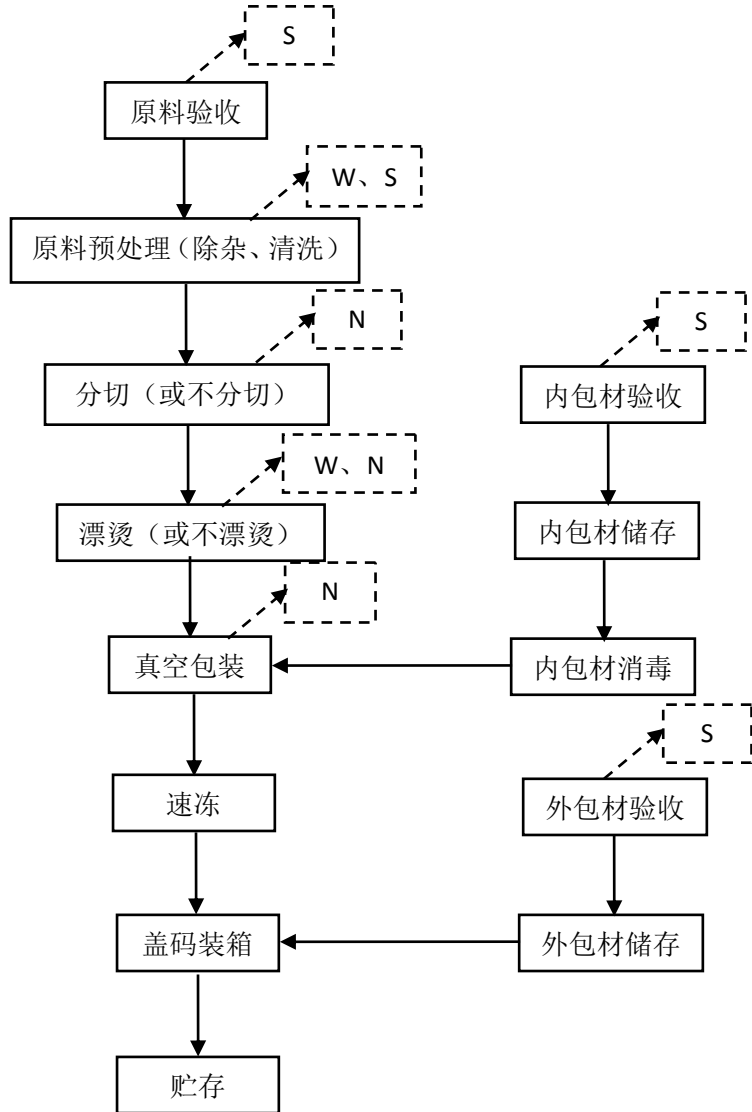 S
原料验收
W、S
原料预处理（除杂、清洗）
N
S
分切（或不分切）
内包材验收
W、N
漂烫（或不漂烫）
内包材储存
N
真空包装
内包材消毒
S
速冻
外包材验收
盖码装箱
外包材储存
贮存